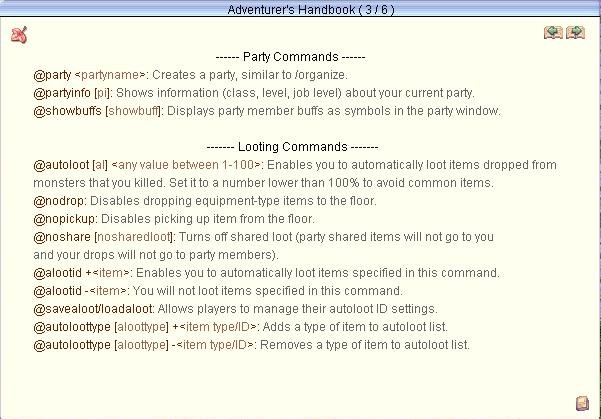 Adventurer's Handbook ( 3 / 6 )
------ Party Commands ------
@party <partyname>: Creates a party, similar to /organize.
@partyinfo [pi]: Shows information (class, level, job level) about your current party.
@showbuffs [showbuff]: Displays party member buffs as symbols in the party window.
------- Looting Commands -------
@autoloot [al] <any value between 1-100>: Enables you to automatically loot items dropped from
monsters that you killed. Set it to a number lower than 100% to avoid common items.
@nodrop: Disables dropping equipment-type items to the floor.
@nopickup: Disables picking up item from the floor.
@noshare [nosharedloot]: Turns off shared loot (party shared items will not go to you
and your drops will not go to party members).
@alootid +<item>: Enables you to automatically loot items specified in this command.
@alootid -<item>: You will not loot items specified in this command.
@savealoot/loadaloot: Allows players to manage their autoloot ID settings.
@autoloottype [aloottype] +<item type/ID>: Adds a type of item to autoloot list.
@autoloottype [aloottype] -<item type/ID>: Removes a type of item to autoloot list.